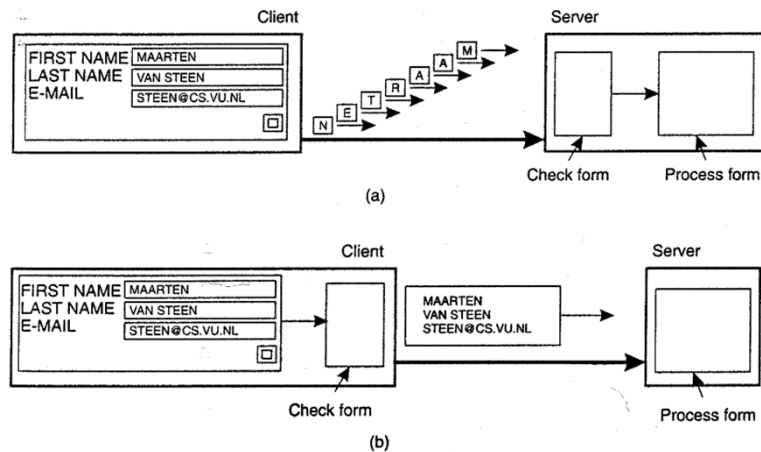 Client
Server
FIRST NAME MAARTEN
LAST NAME VAN STEEN
E-MAIL STEEN@CS.VU.NL
N E T R A A M
Check form
Process form
(a)
Client
Server
FIRST NAME MAARTEN
LAST NAME VAN STEEN
E-MAIL STEEN@CS.VU.NL
MAARTEN
VAN STEEN
STEEN@CS.VU.NL
Check form
Process form
(b)